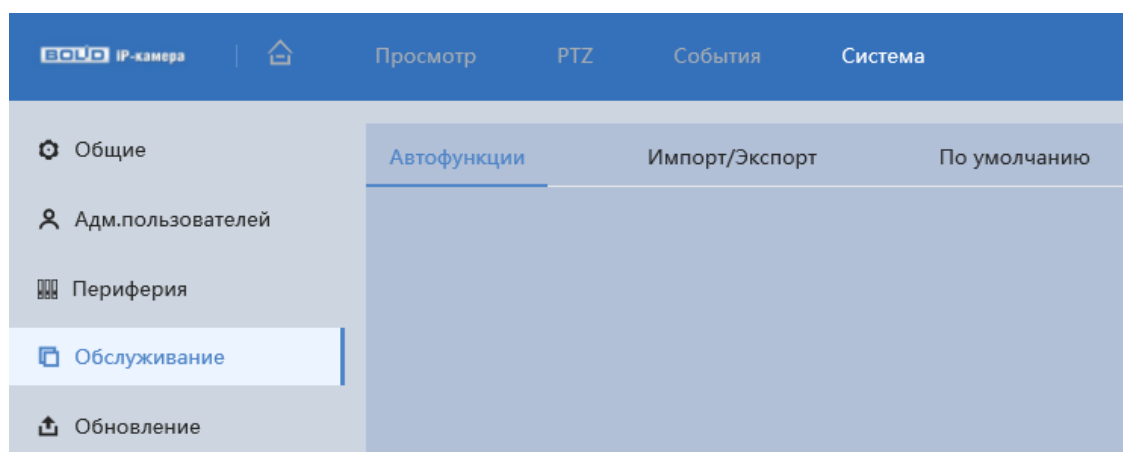 BOLID IP-камера Просмотр PTZ События Система
Общие
Автофункции Импорт/Экспорт По умолчанию
Адм.пользователей
Периферия
Обслуживание
Обновление